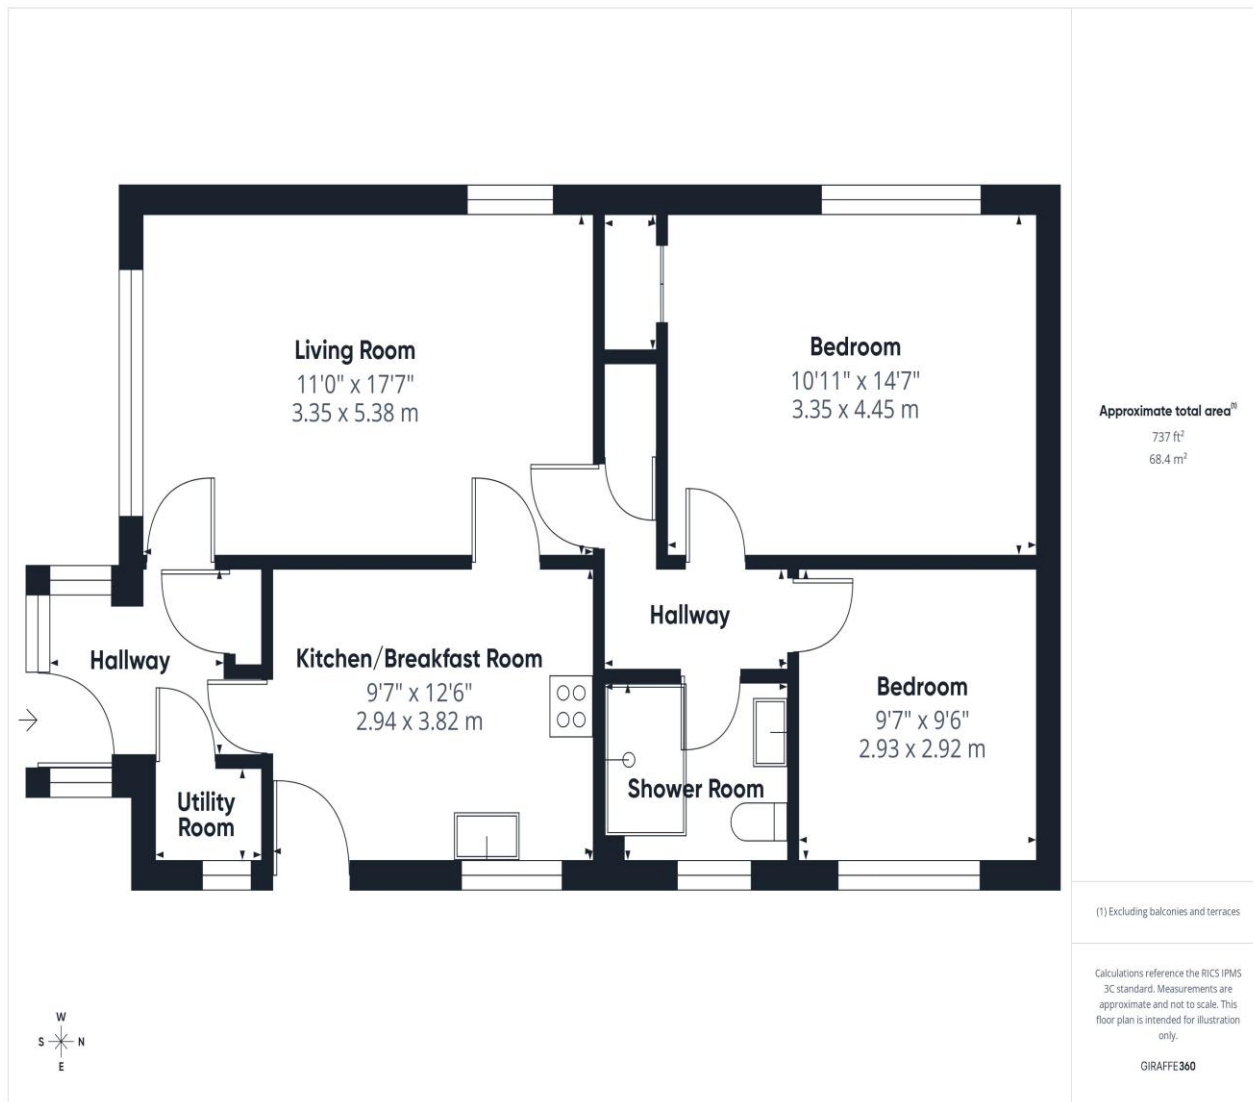 Living Room
11'0" x 17'7"
3.35 x 5.38 m
Bedroom
10'11" x 14'7"
3.35 x 4.45 m
Hallway
Kitchen/Breakfast Room
9'7" x 12'6"
2.94 x 3.82 m
Hallway
Bedroom
9'7" x 9'6"
2.93 x 2.92 m
Utility
Room
Shower Room
W
S N
E
Approximate total area(1)
737 ft²
68.4 m²
(1) Excluding balconies and terraces
Calculations reference the RICS IPMS
3C standard. Measurements are
approximate and not to scale. This
floor plan is intended for illustration
only.
GIRAFFE360